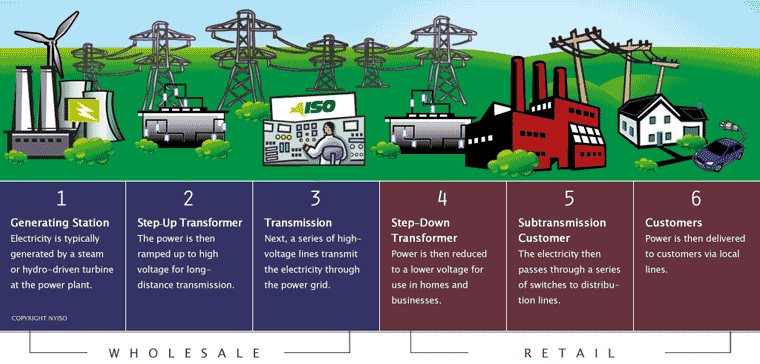 ISO
1
Generating Station
Electricity is typically
generated by a steam
or hydro-driven turbine
at the power plant.
COPYRIGHT NYISO
2
Step-Up Transformer
The power is then
ramped up to high
voltage for long-
distance transmission.
3
Transmission
Next, a series of high-
voltage lines transmit
the electricity through
the power grid.
4
Step-Down
Transformer
Power is then reduced
to a lower voltage for
use in homes and
businesses.
5
Subtransmission
Customer
The electricity then
passes through a series
of switches to distribu-
tion lines.
6
Customers
Power is then delivered
to customers via local
lines.
WHOLESALE
RETAIL